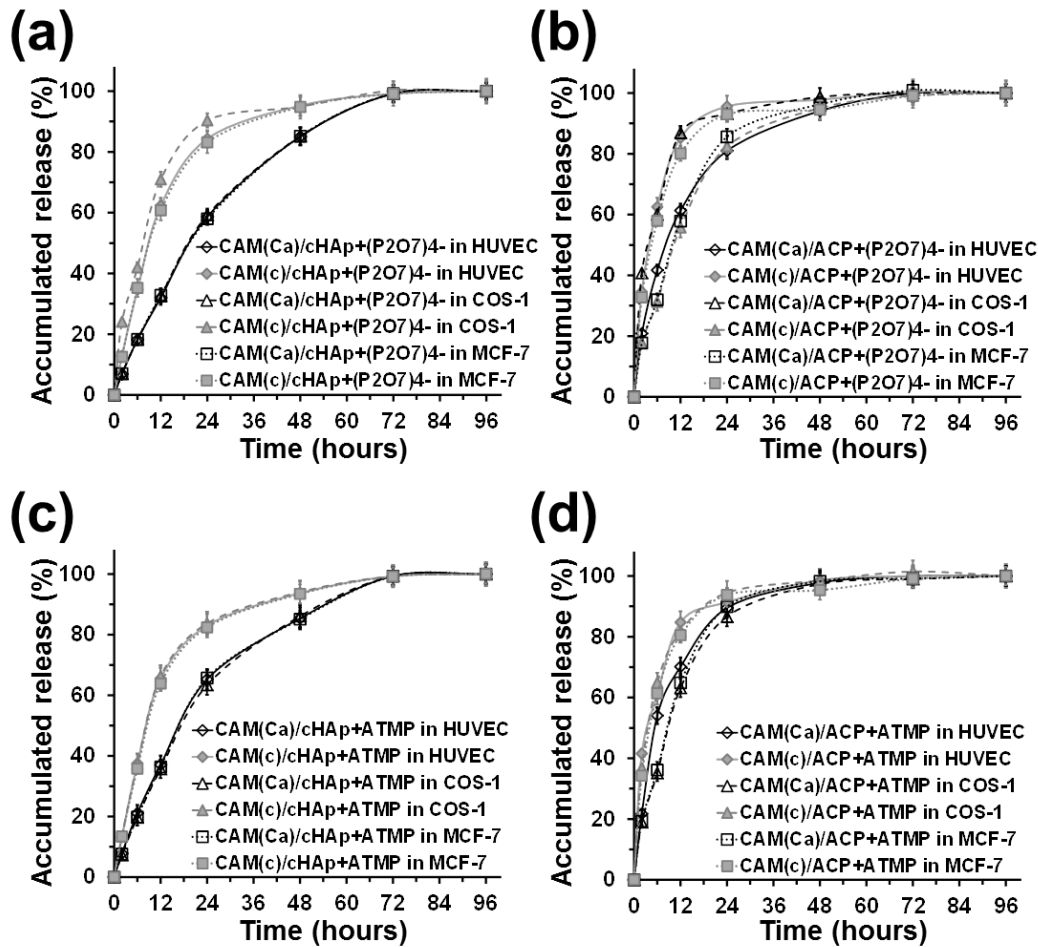 (a)
Accumulated release (%)
100
80
60
40
20
0
CAM(Ca)/cHAp+(P2O7)4- in HUVEC
CAM(c)/cHAp+(P2O7)4- in HUVEC
CAM(Ca)/cHAp+(P2O7)4- in COS-1
CAM(c)/cHAp+(P2O7)4- in COS-1
CAM(Ca)/cHAp+(P2O7)4- in MCF-7
CAM(c)/cHAp+(P2O7)4- in MCF-7
0 12 24 36 48 60 72 84 96
Time (hours)
(b)
Accumulated release (%)
100
80
60
40
20
0
CAM(Ca)/ACP+(P2O7)4- in HUVEC
CAM(c)/ACP+(P2O7)4- in HUVEC
CAM(Ca)/ACP+(P2O7)4- in COS-1
CAM(c)/ACP+(P2O7)4- in COS-1
CAM(Ca)/ACP+(P2O7)4- in MCF-7
CAM(c)/ACP+(P2O7)4- in MCF-7
0 12 24 36 48 60 72 84 96
Time (hours)
(c)
Accumulated release (%)
100
80
60
40
20
0
CAM(Ca)/cHAp+ATMP in HUVEC
CAM(c)/cHAp+ATMP in HUVEC
CAM(Ca)/cHAp+ATMP in COS-1
CAM(c)/cHAp+ATMP in COS-1
CAM(Ca)/cHAp+ATMP in MCF-7
CAM(c)/cHAp+ATMP in MCF-7
0 12 24 36 48 60 72 84 96
Time (hours)
(d)
Accumulated release (%)
100
80
60
40
20
0
CAM(Ca)/ACP+ATMP in HUVEC
CAM(c)/ACP+ATMP in HUVEC
CAM(Ca)/ACP+ATMP in COS-1
CAM(c)/ACP+ATMP in COS-1
CAM(Ca)/ACP+ATMP in MCF-7
CAM(c)/ACP+ATMP in MCF-7
0 12 24 36 48 60 72 84 96
Time (hours)